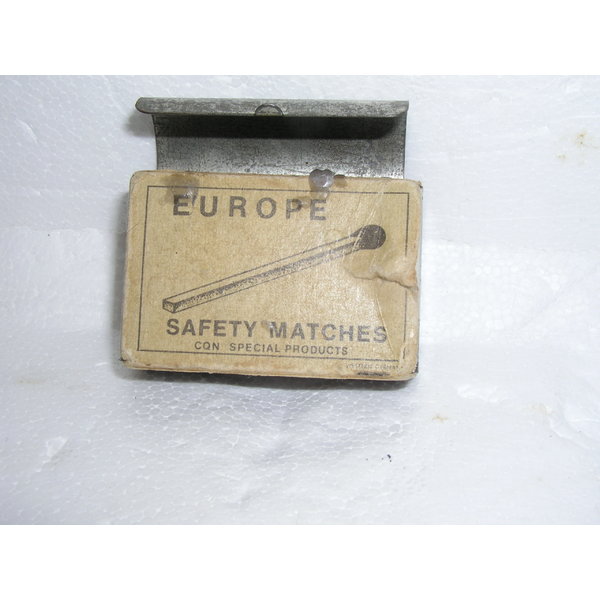 EUROPE
SAFETY MATCHES
CQN SPECIAL PRODUCTS